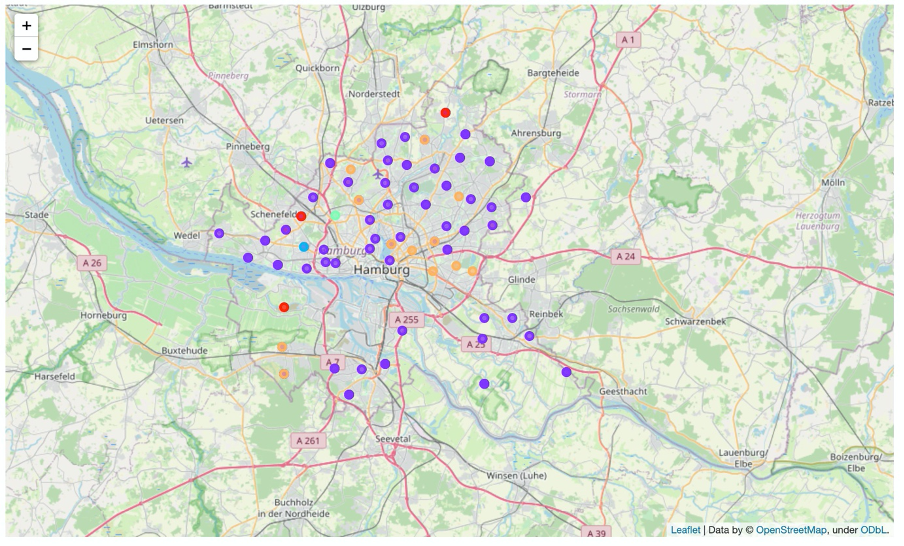 +
−
Barmstedt
Ulzburg
A 1
Elmshorn
Quickborn
Pinneberg
Bargteheide
Norderstedt
Stormarn
Ratzeb
Uetersen
Ahrensburg
Pinneberg
Mölln
Stade
Schenefeld
Herzogtum
Lauenburg
Wedel
Hamburg
A 24
A 26
Hamburg
Glinde
Horneburg
A 255
Reinbek
Sachsenwald
Schwarzenbek
Buxtehude
A 25
A 7
Harsefeld
Geesthacht
A 261
Seevetal
Lauenburg/
Elbe
Boizenburg/
Elbe
Winsen (Luhe)
Buchholz
in der Nordheide
A 39
Leaflet | Data by © OpenStreetMap, under ODbL.